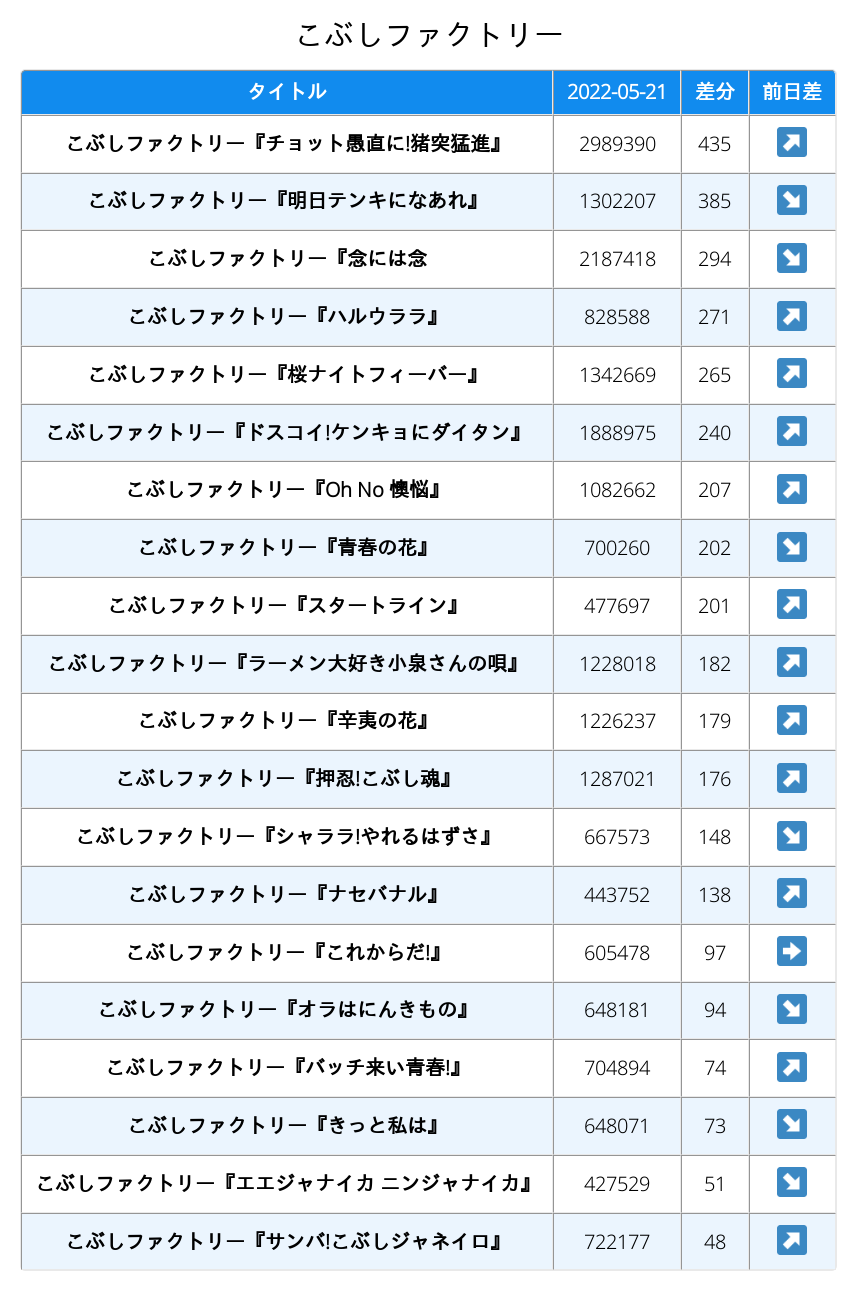 こぶしファクトリー
タイトル 2022-05-21 差分 前日差
こぶしファクトリー『チョット愚直に!猪突猛進』 2989390 435 ↗
こぶしファクトリー『明日テンキになあれ』 1302207 385 ↘
こぶしファクトリー『念には念 2187418 294 ↘
こぶしファクトリー『ハルウララ』 828588 271 ↗
こぶしファクトリー『桜ナイトフィーバー』 1342669 265 ↗
こぶしファクトリー『ドスコイ!ケンキョにダイタン』 1888975 240 ↗
こぶしファクトリー『Oh No 懊悩』 1082662 207 ↗
こぶしファクトリー『青春の花』 700260 202 ↘
こぶしファクトリー『スタートライン』 477697 201 ↗
こぶしファクトリー『ラーメン大好き小泉さんの唄』 1228018 182 ↗
こぶしファクトリー『辛夷の花』 1226237 179 ↗
こぶしファクトリー『押忍!こぶし魂』 1287021 176 ↗
こぶしファクトリー『シャララ!やれるはずさ』 667573 148 ↘
こぶしファクトリー『ナセバナル』 443752 138 ↗
こぶしファクトリー『これからだ!』 605478 97 ➡
こぶしファクトリー『オラはにんきもの』 648181 94 ↘
こぶしファクトリー『バッチ来い青春!』 704894 74 ↗
こぶしファクトリー『きっと私は』 648071 73 ↘
こぶしファクトリー『エエジャナイカ ニンジャナイカ』 427529 51 ↘
こぶしファクトリー『サンバ!こぶしジャネイロ』 722177 48 ↗